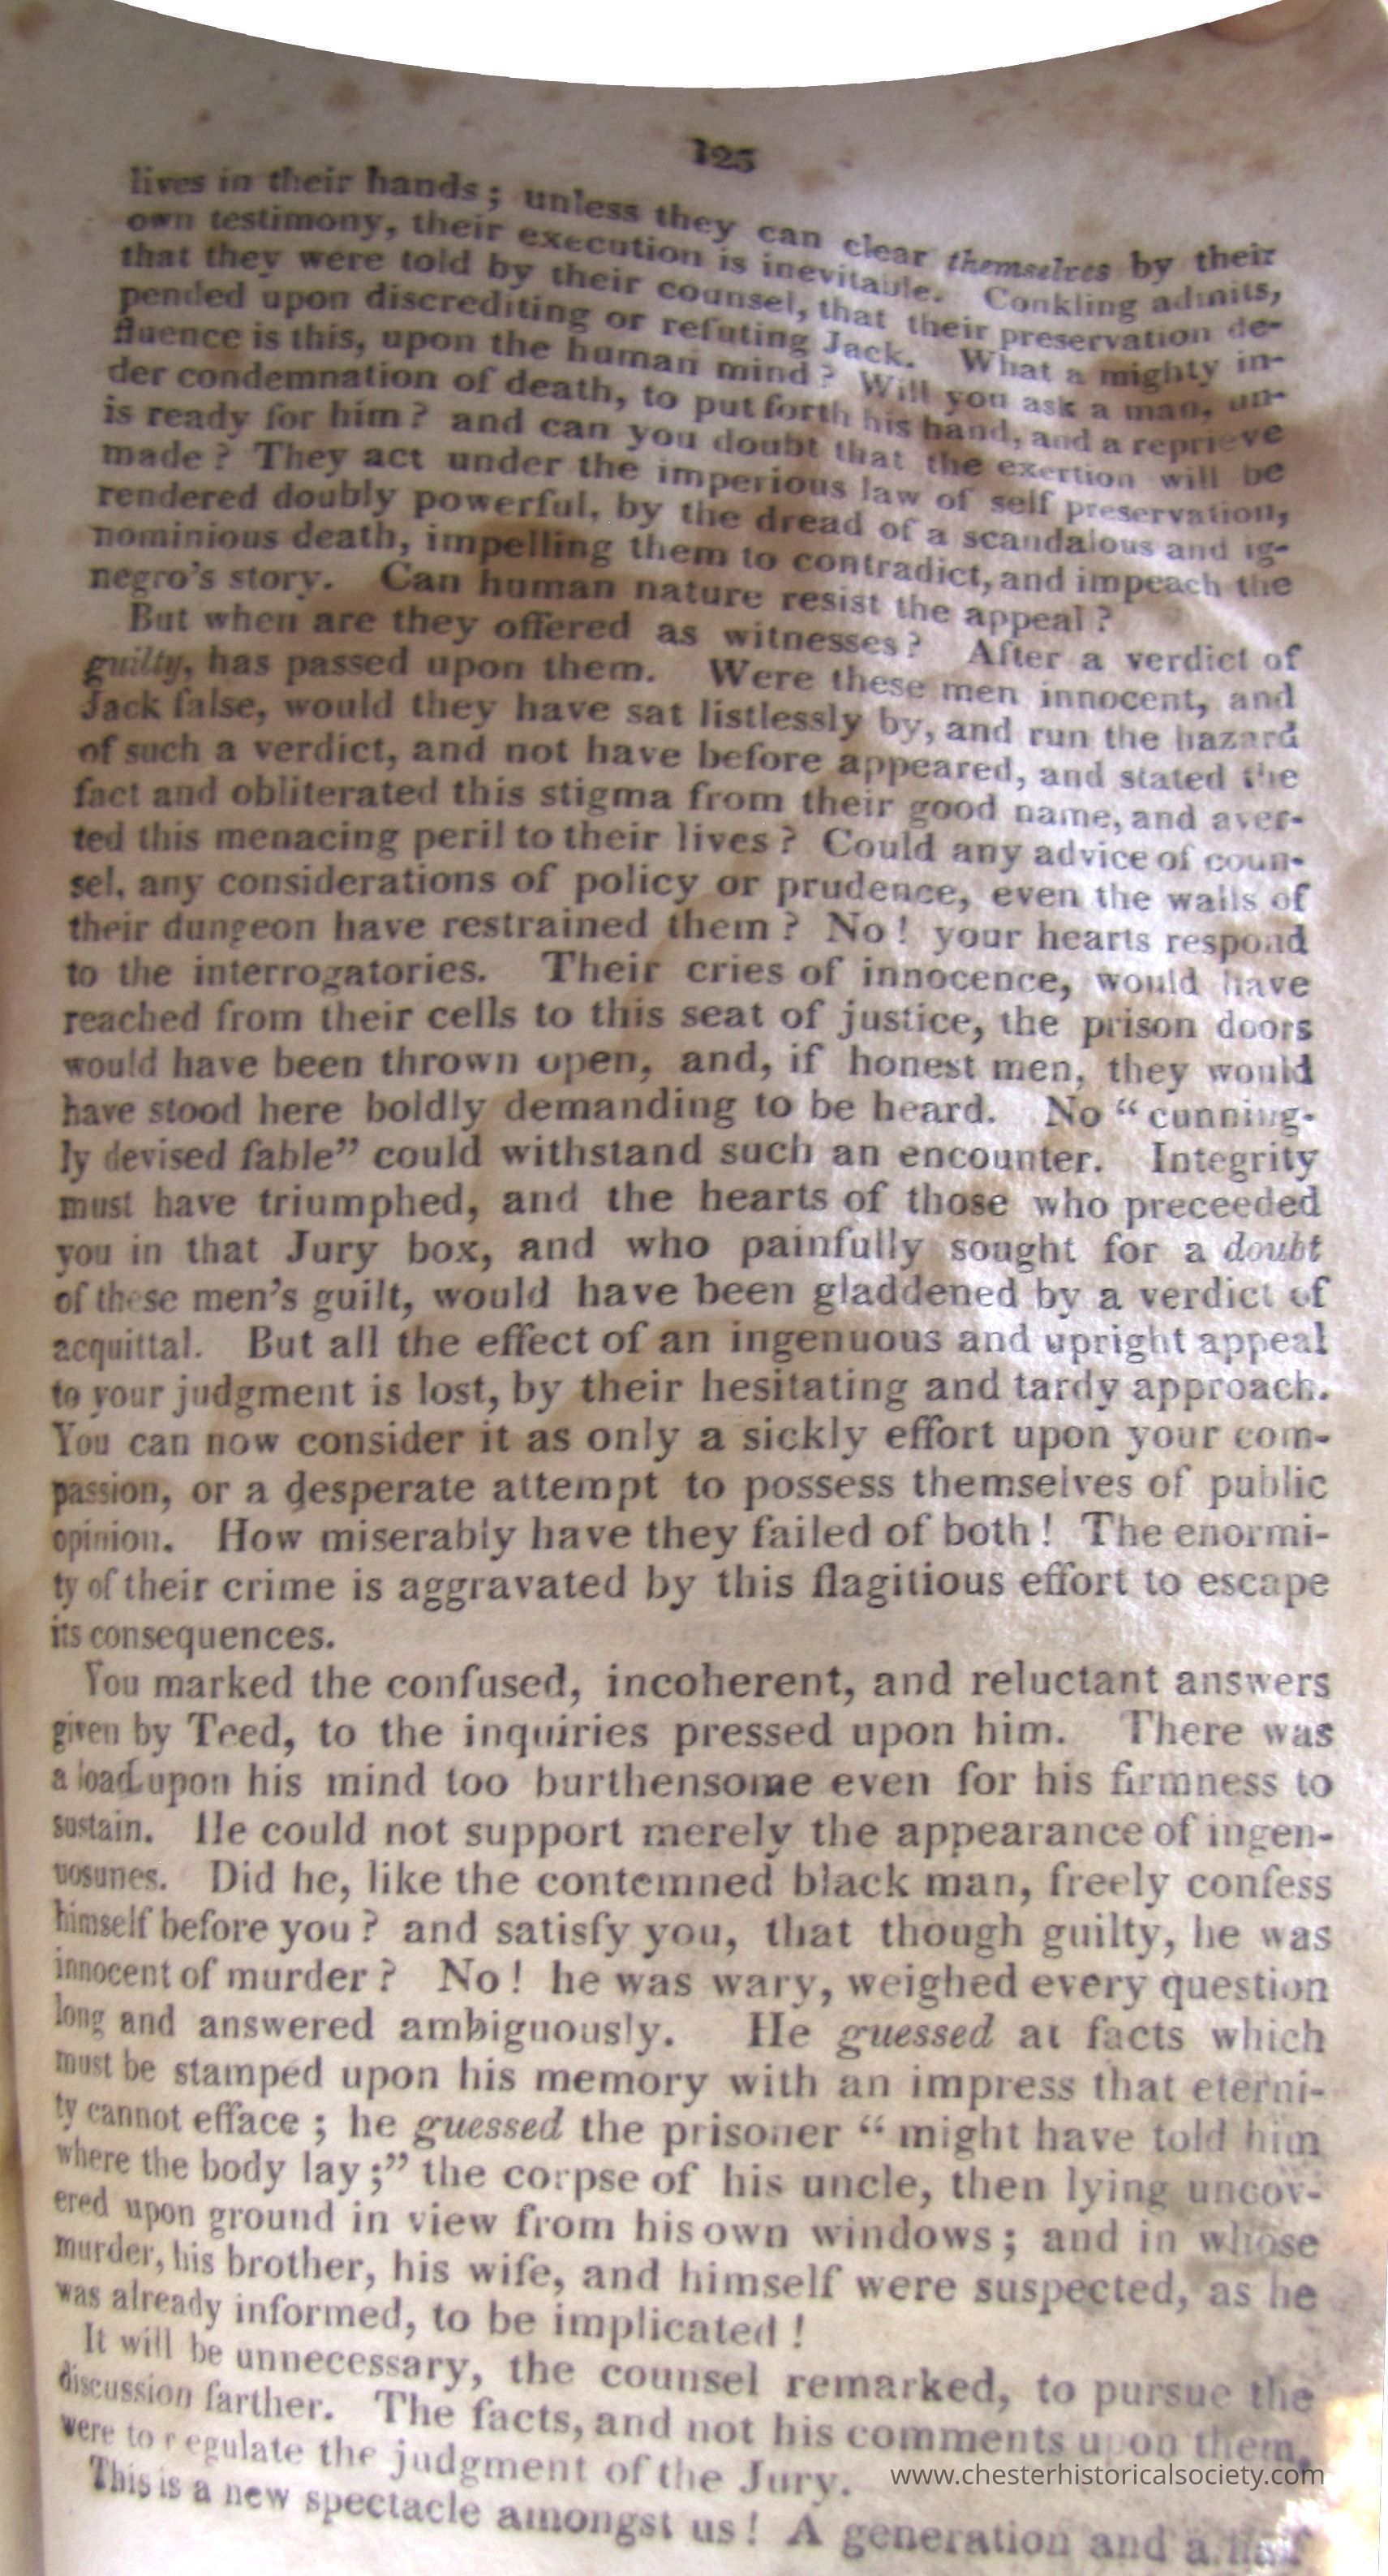 125
lives in their hands; unless they can clear themselves by their
own testimony, their execution is inevitable. Conkling admits,
that they were told by their counsel, that their preservation de-
pended upon discrediting or refuting Jack. What a mighty in-
fluence is this, upon the human mind? Will you ask a man, un-
der condemnation of death, to put forth his hand, and a reprieve
is ready for him? and can you doubt that the exertion will be
made? They act under the imperious law of self preservation,
rendered doubly powerful, by the dread of a scandalous and ig-
nominious death, impelling them to contradict, and impeach the
negro's story. Can human nature resist the appeal?
But when are they offered as witnesses? After a verdict of
guilty, has passed upon them. Were these men innocent, and
Jack false, would they have sat listlessly by, and run the hazard
of such a verdict, and not have before appeared, and stated the
fact and obliterated this stigma from their good name, and aver-
ted this menacing peril to their lives? Could any advice of coun-
sel, any considerations of policy or prudence, even the walls of
their dungeon have restrained them? No! your hearts respond
to the interrogatories. Their cries of innocence, would have
reached from their cells to this seat of justice, the prison doors
would have been thrown open, and, if honest men, they would
have stood here boldly demanding to be heard. No "cunning-
ly devised fable" could withstand such an encounter. Integrity
must have triumphed, and the hearts of those who preceeded
you in that Jury box, and who painfully sought for a doubt
of these men's guilt, would have been gladdened by a verdict of
acquittal. But all the effect of an ingenuous and upright appeal
to your judgment is lost, by their hesitating and tardy approach.
You can now consider it as only a sickly effort upon your com-
passion, or a desperate attempt to possess themselves of public
opinion. How miserably have they failed of both! The enormi-
ty of their crime is aggravated by this flagitious effort to escape
its consequences.
You marked the confused, incoherent, and reluctant answers
given by Teed, to the inquiries pressed upon him. There was
a load upon his mind too burthensome even for his firmness to
sustain. He could not support merely the appearance of ingen-
uosunes. Did he, like the contemned black man, freely confess
himself before you? and satisfy you, that though guilty, he was
innocent of murder? No! he was wary, weighed every question
long and answered ambiguously. He guessed at facts which
must be stamped upon his memory with an impress that eterni-
ty cannot efface; he guessed the prisoner "might have told him
where the body lay;" the corpse of his uncle, then lying uncov-
ered upon ground in view from his own windows; and in whose
murder, his brother, his wife, and himself were suspected, as he
was already informed, to be implicated!
It will be unnecessary, the counsel remarked, to pursue the
discussion farther. The facts, and not his comments upon them,
were to regulate the judgment of the Jury.
This is a new spectacle amongst us! A generation and a half
www.chesterhistoricalsociety.com